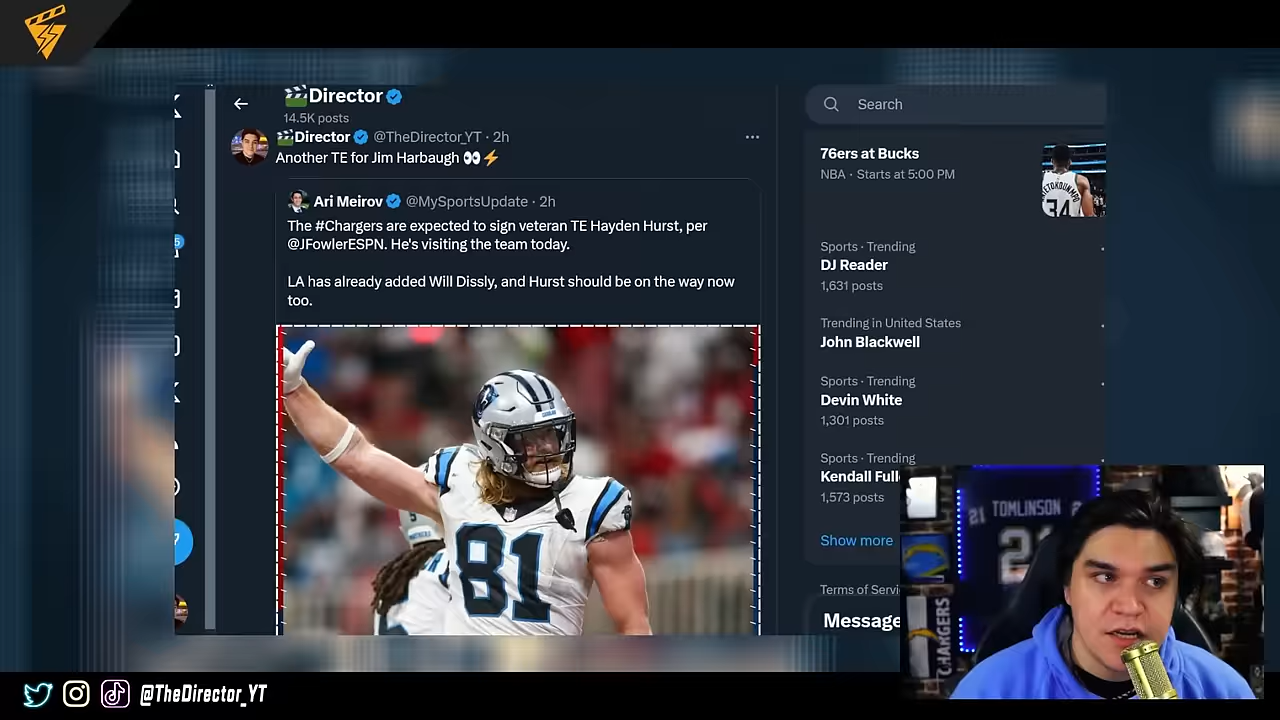 Director
14.5K posts
Director @TheDirector_YT · 2h
Another TE for Jim Harbaugh 👀⚡
Ari Meirov @MySportsUpdate · 2h
The #Chargers are expected to sign veteran TE Hayden Hurst, per
@JFowlerESPN. He's visiting the team today.
LA has already added Will Dissly, and Hurst should be on the way now
too.
81
Search
76ers at Bucks
NBA · Starts at 5:00 PM
34
Sports · Trending
DJ Reader
1,631 posts
Trending in United States
John Blackwell
Sports · Trending
Devin White
1,301 posts
Sports · Trending
Kendall Full
1,573 posts
Show more
Terms of Servi
Message
21 TOMLINSON
CHARGERS
@TheDirector_YT